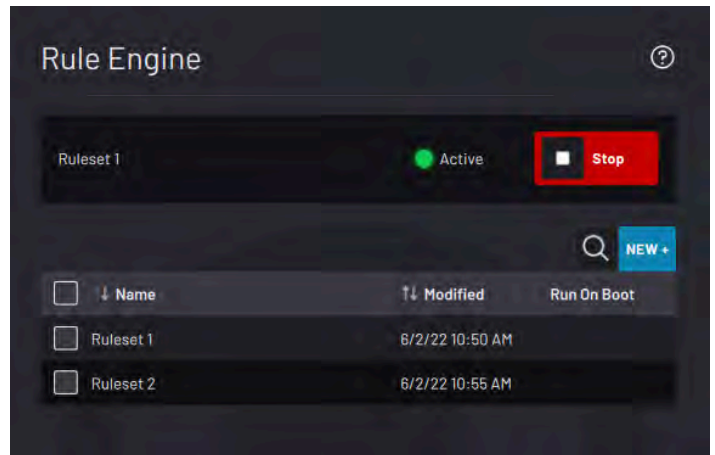 Rule Engine
?
Ruleset 1 Active Stop
NEW +
↓ Name ↑↓ Modified Run On Boot
Ruleset 1 6/2/22 10:50 AM
Ruleset 2 6/2/22 10:55 AM